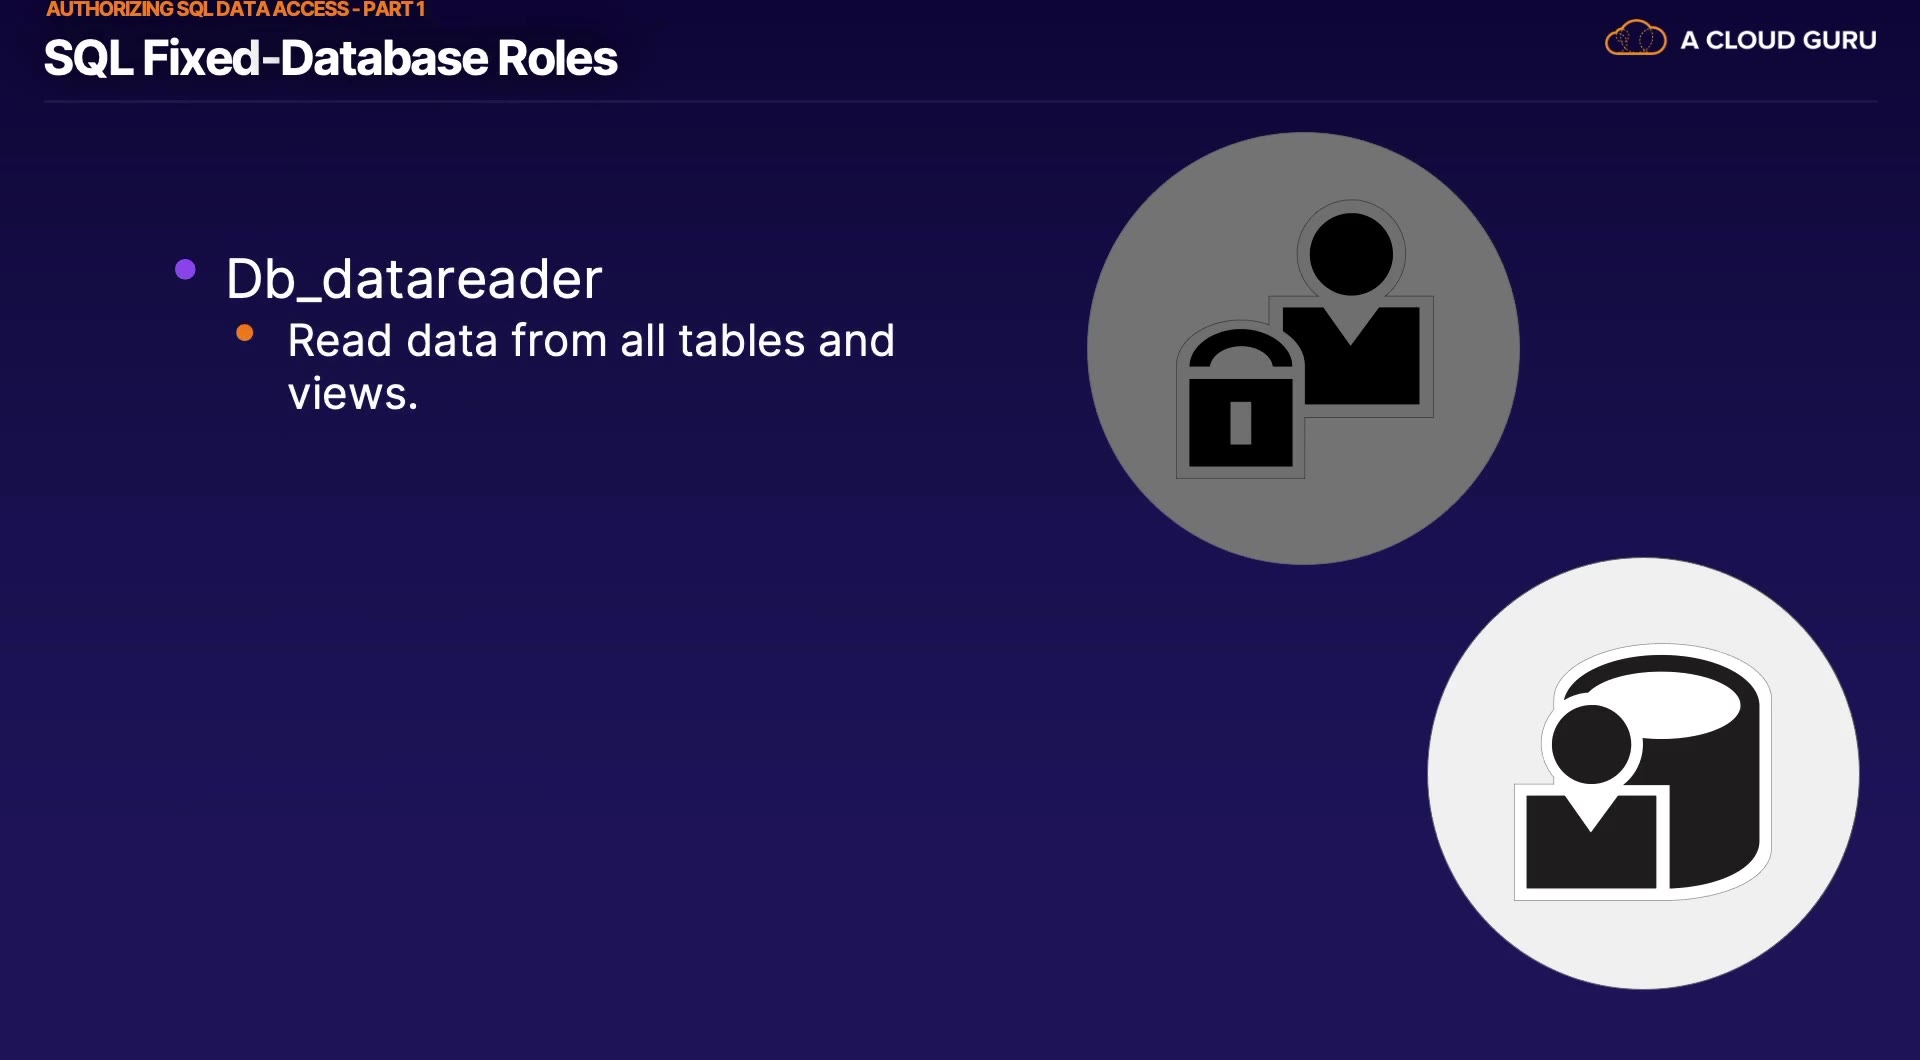 AUTHORIZING SQL DATA ACCESS - PART 1
SQL Fixed-Database Roles
A CLOUD GURU
Db_datareader
Read data from all tables and
views.